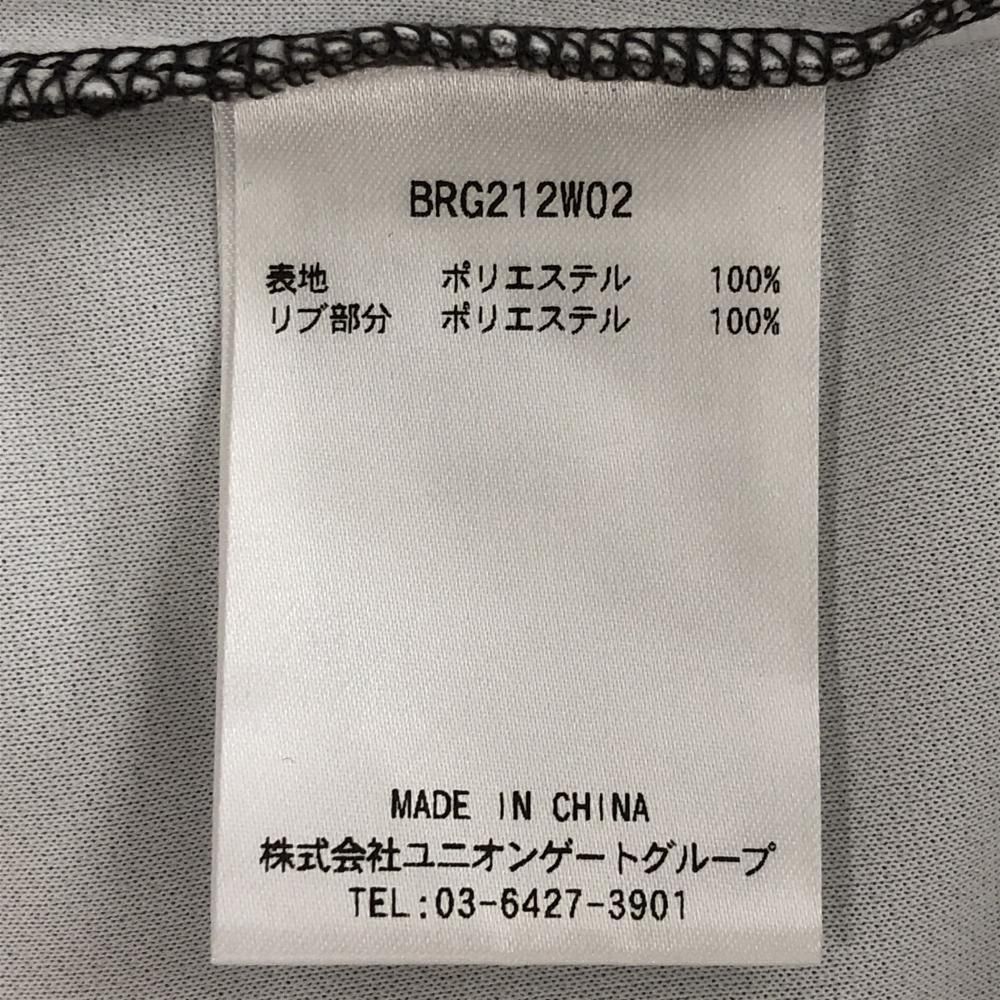 BRG212W02
表地 ポリエステル 100%
リブ部分 ポリエステル 100%
MADE IN CHINA
株式会社ユニオンゲートグループ
TEL:03-6427-3901